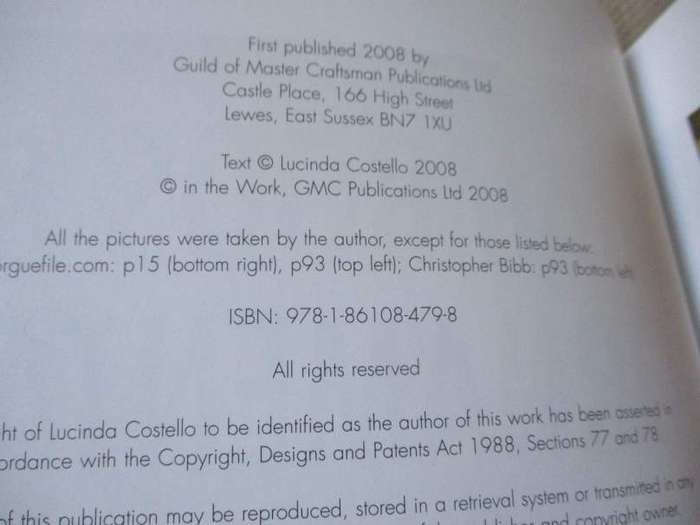 First published 2008 by
Guild of Master Craftsman Publications Ltd
Castle Place, 166 High Street
Lewes, East Sussex BN7 1XU
Text © Lucinda Costello 2008
© in the Work, GMC Publications Ltd 2008
All the pictures were taken by the author, except for those listed below:
rguefile.com: p15 (bottom right), p93 (top left); Christopher Bibb: p93 (bottom left
ISBN: 978-1-86108-479-8
All rights reserved
ht of Lucinda Costello to be identified as the author of this work has been asserted in
ordance with the Copyright, Designs and Patents Act 1988, Sections 77 and 78.
of this publication may be reproduced, stored in a retrieval system or transmitted in any
and copyright owner.